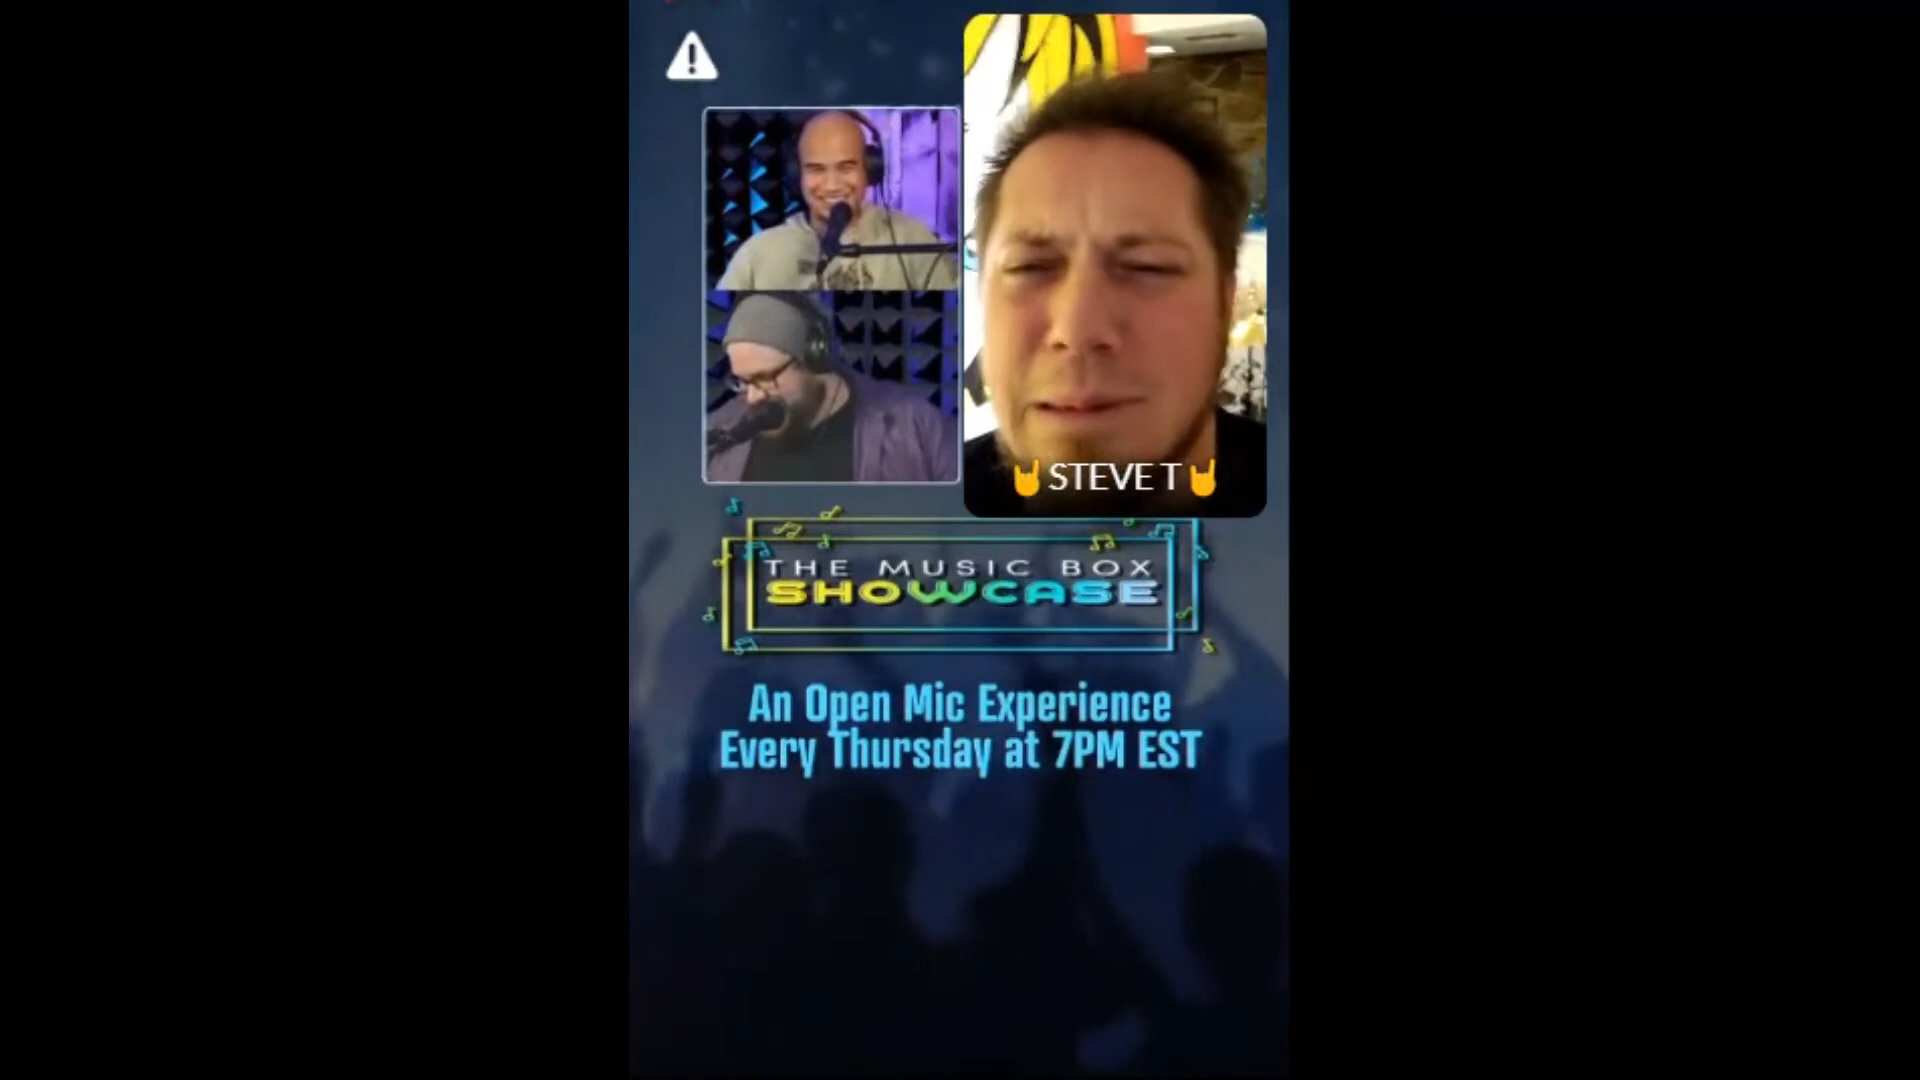 🤘STEVE T🤘
THE MUSIC BOX
SHOWCASE
An Open Mic Experience
Every Thursday at 7PM EST